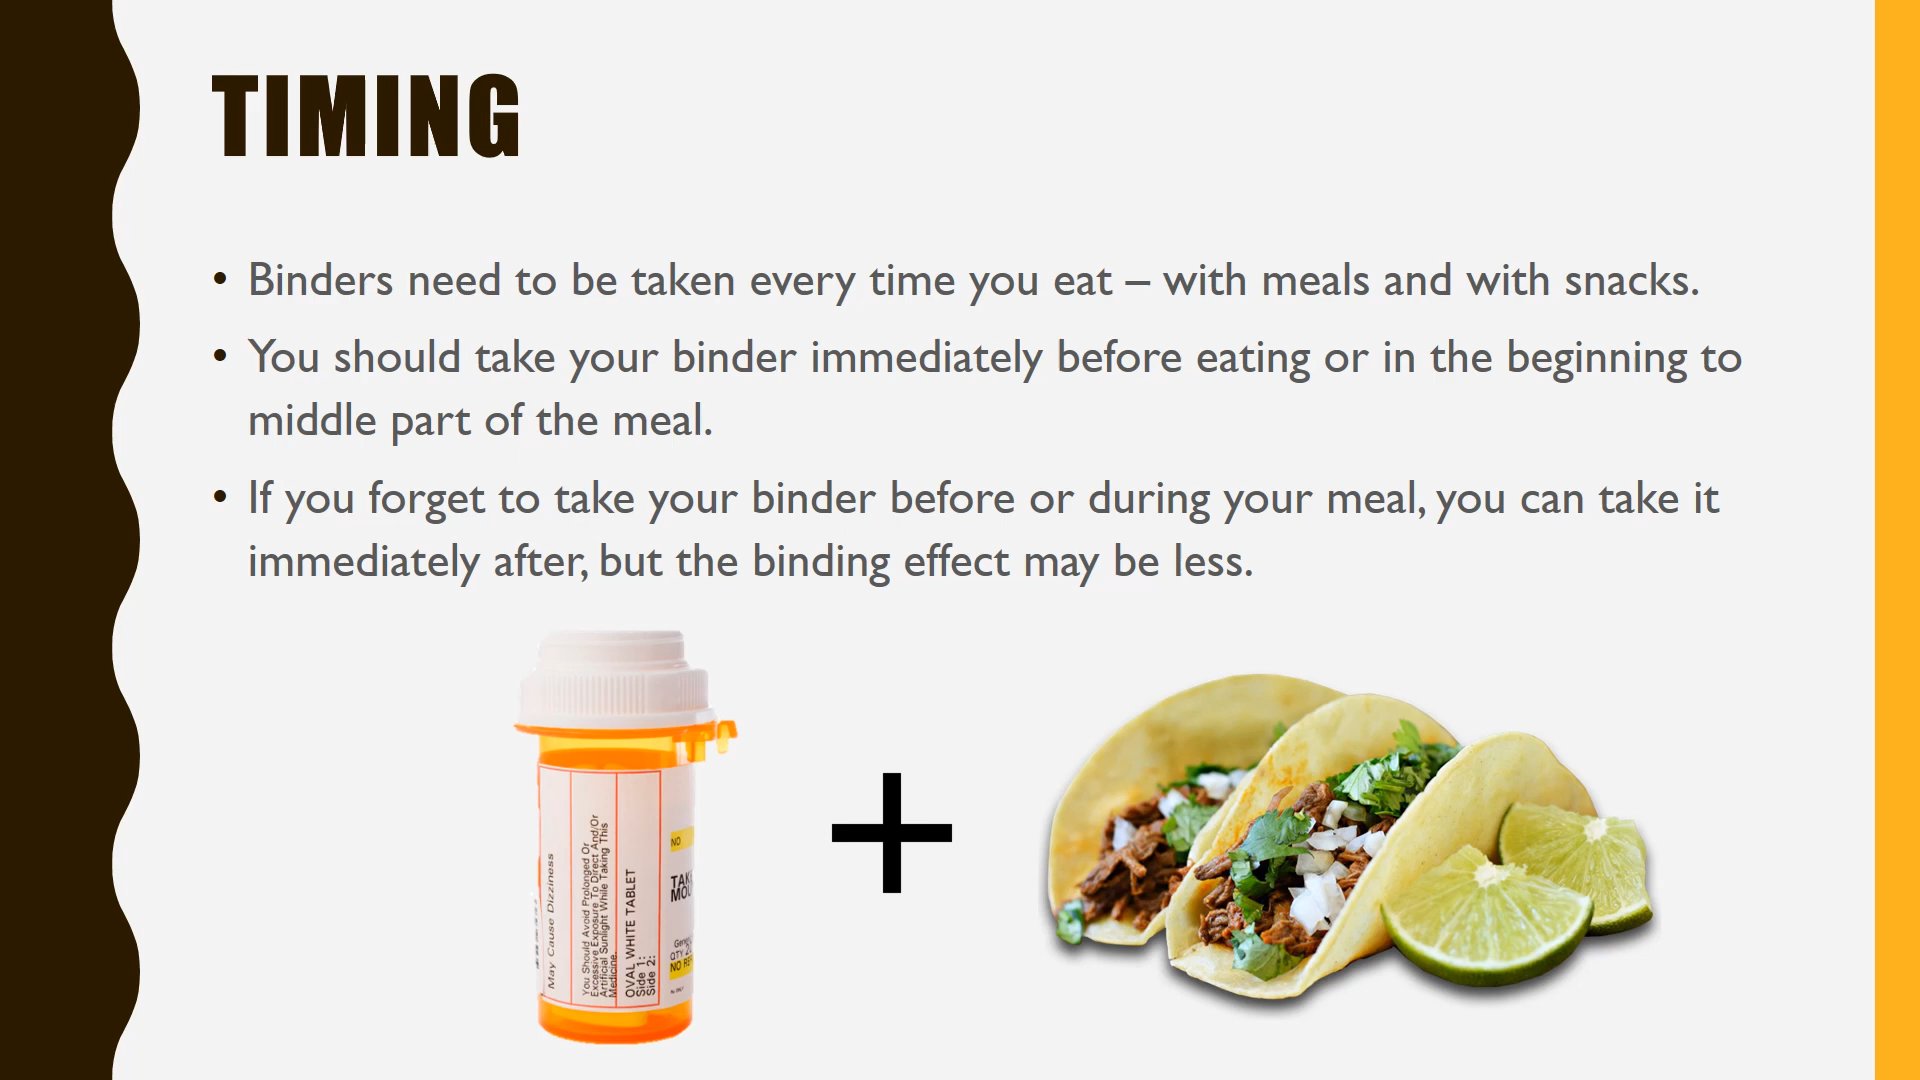 TIMING
• Binders need to be taken every time you eat – with meals and with snacks.
• You should take your binder immediately before eating or in the beginning to
middle part of the meal.
• If you forget to take your binder before or during your meal, you can take it
immediately after, but the binding effect may be less.
May Cause Dizziness
You Should Avoid Prolonged Or
Excessive Exposure To Direct And/Or
Artificial Sunlight While Taking This
Medicine.
OVAL WHITE TABLET
Side 1:
Side 2:
NO
QTY
NO